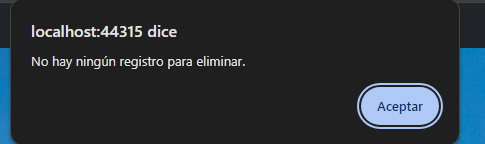 localhost:44315 dice
No hay ningún registro para eliminar.
Aceptar